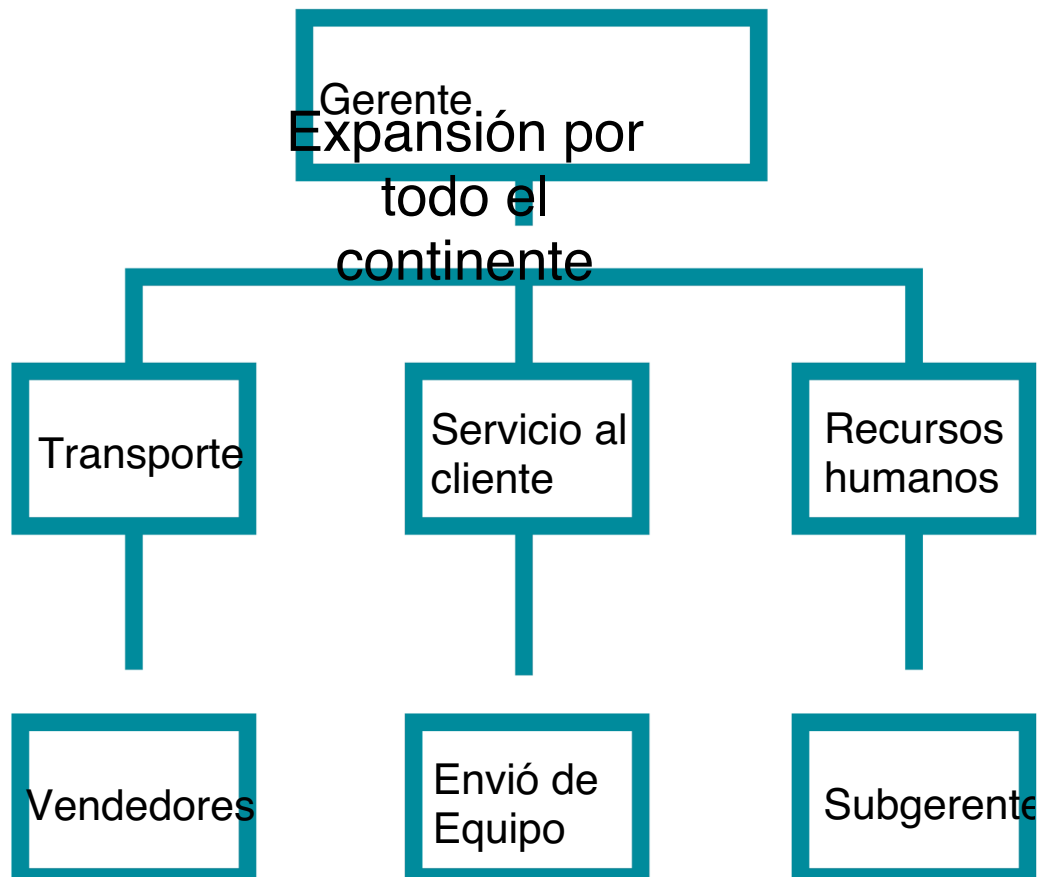 Gerente
Expansión por
todo el
continente
Transporte
Servicio al
cliente
Recursos
humanos
Vendedores
Envió de
Equipo
Subgerente